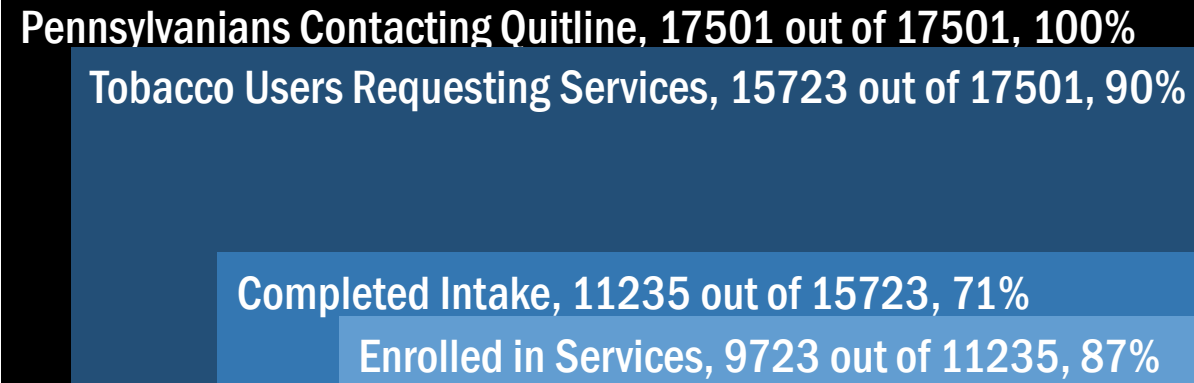 Pennsylvanians Contacting Quitline, 17501 out of 17501, 100%
Tobacco Users Requesting Services, 15723 out of 17501, 90%
Completed Intake, 11235 out of 15723, 71%
Enrolled in Services, 9723 out of 11235, 87%